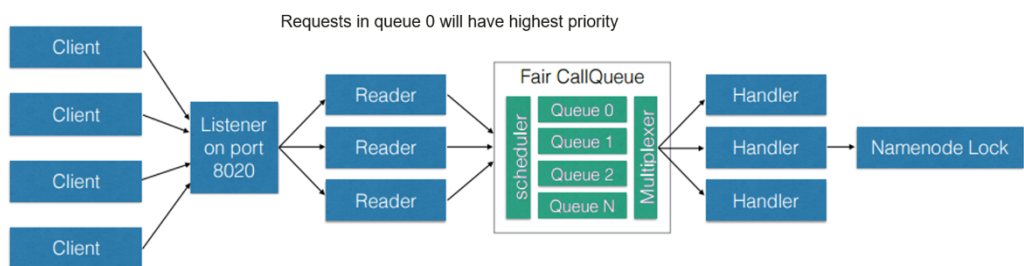 Requests in queue 0 will have highest priority
Client
Client
Client
Client
Listener
on port
8020
Reader
Reader
Reader
Fair CallQueue
scheduler
Queue 0
Queue 1
Queue 2
Queue N
Multiplexer
Handler
Handler
Handler
Namenode Lock